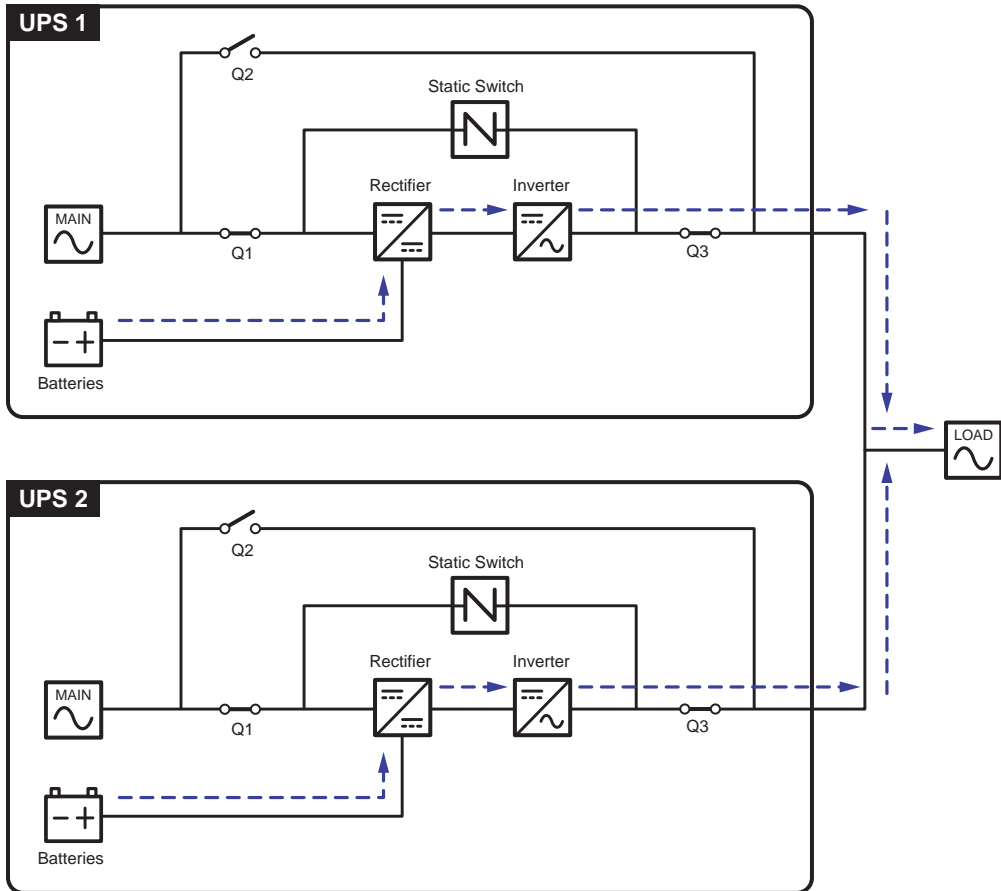 UPS 1
Q2
Static Switch
Rectifier
Inverter
MAIN
Q1
Q3
Batteries
LOAD
UPS 2
Q2
Static Switch
Rectifier
Inverter
MAIN
Q1
Q3
Batteries